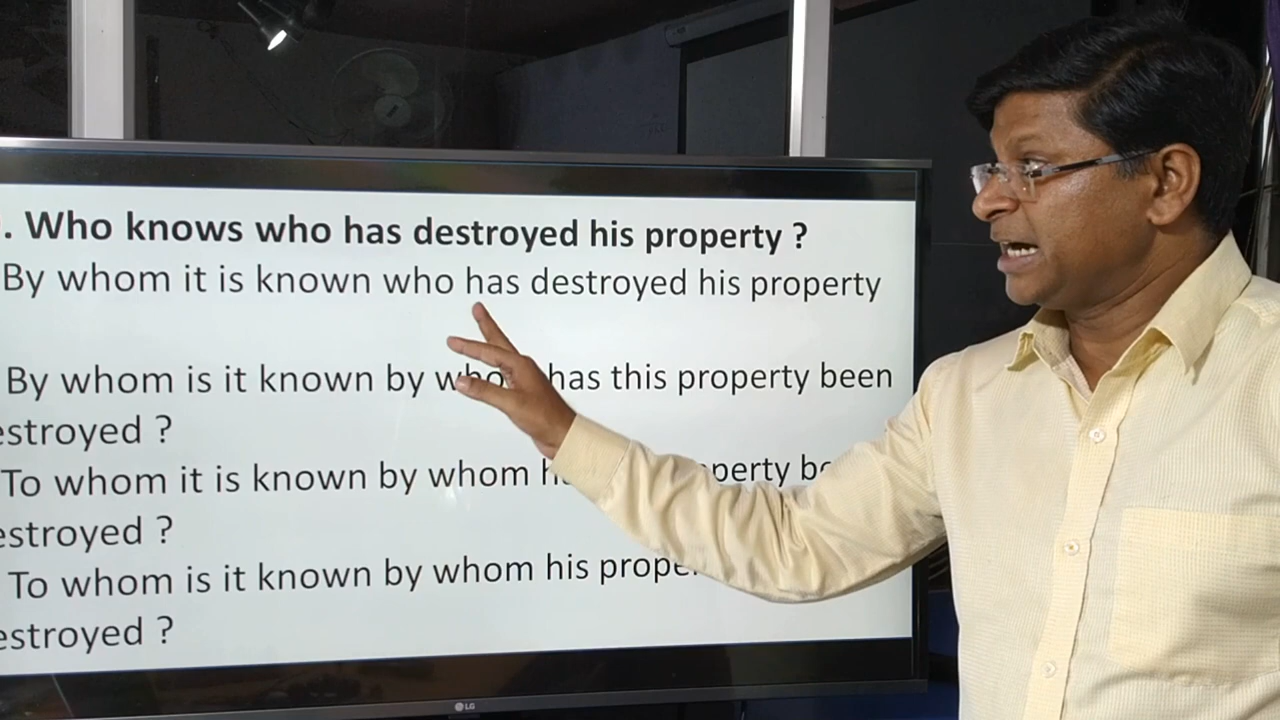 . Who knows who has destroyed his property ?
By whom it is known who has destroyed his property
By whom is it known by has this property been
estroyed ?
To whom it is known by whom
estroyed ?
To whom is it known by whom his
estroyed ?
LG